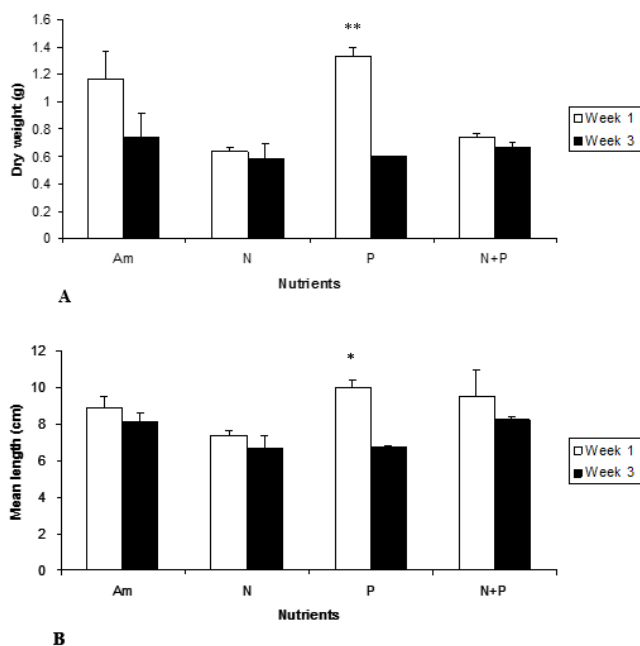 **
1.6
1.4
1.2
1
0.8
0.6
0.4
0.2
0
Dry weight (g)
Week 1
Week 3
Am N P N+P
Nutrients
A
*
12
10
8
6
4
2
0
Mean length (cm)
Week 1
Week 3
Am N P N+P
Nutrients
B